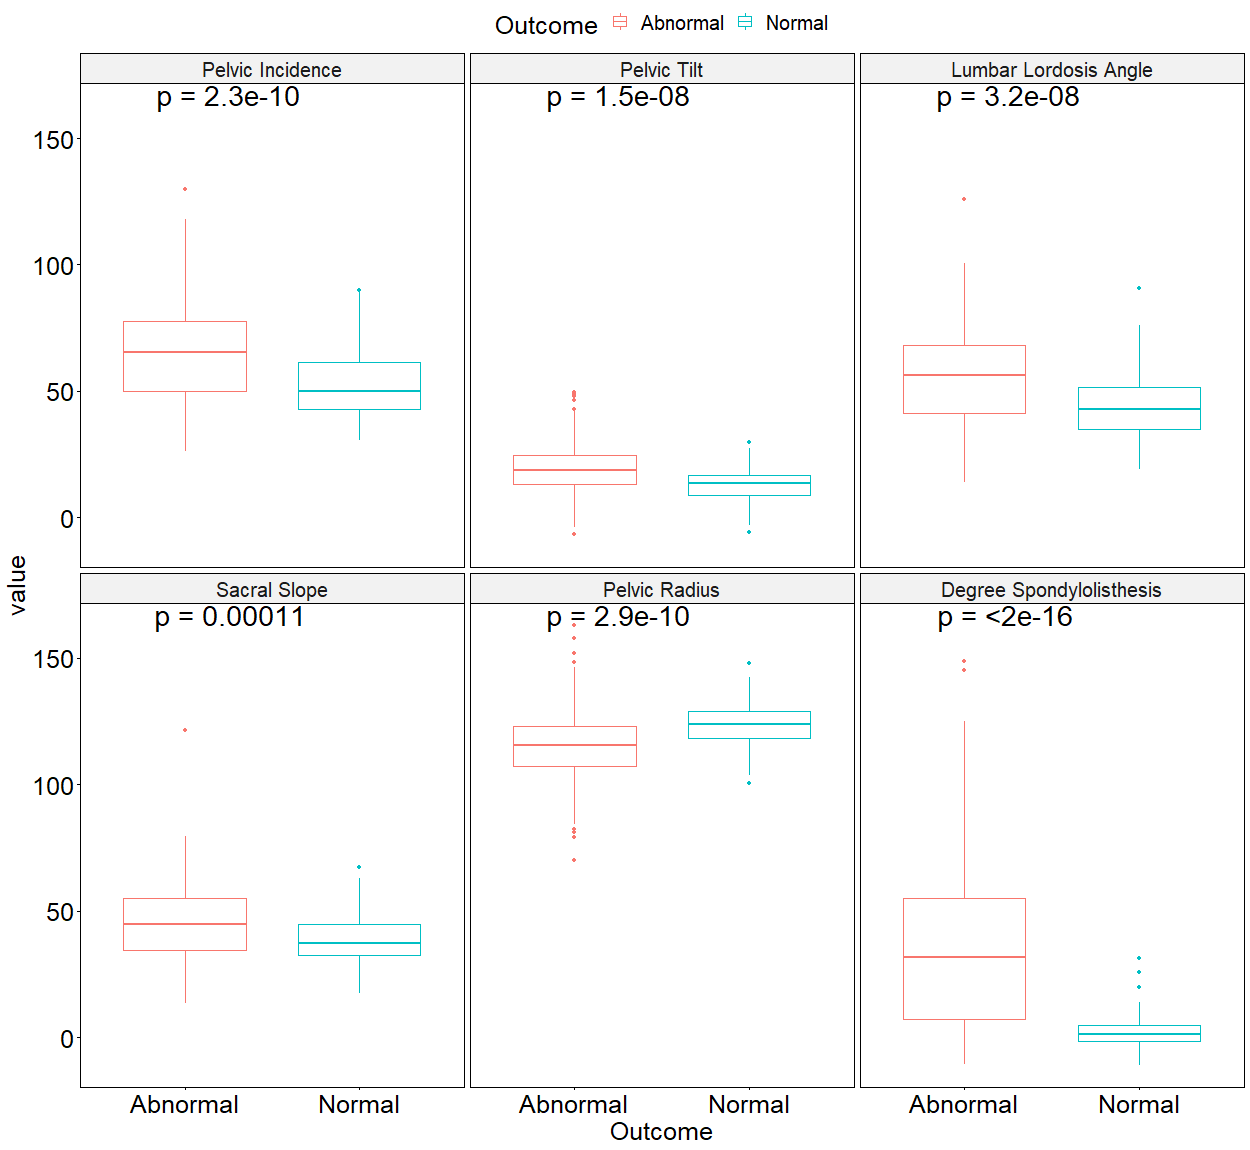 Outcome Abnormal Normal
Pelvic Incidence Pelvic Tilt Lumbar Lordosis Angle
p = 2.3e-10 p = 1.5e-08 p = 3.2e-08
150
100
50
0
value
Sacral Slope Pelvic Radius Degree Spondylolisthesis
p = 0.00011 p = 2.9e-10 p = <2e-16
150
100
50
0
Abnormal Normal Abnormal Normal Abnormal Normal
Outcome